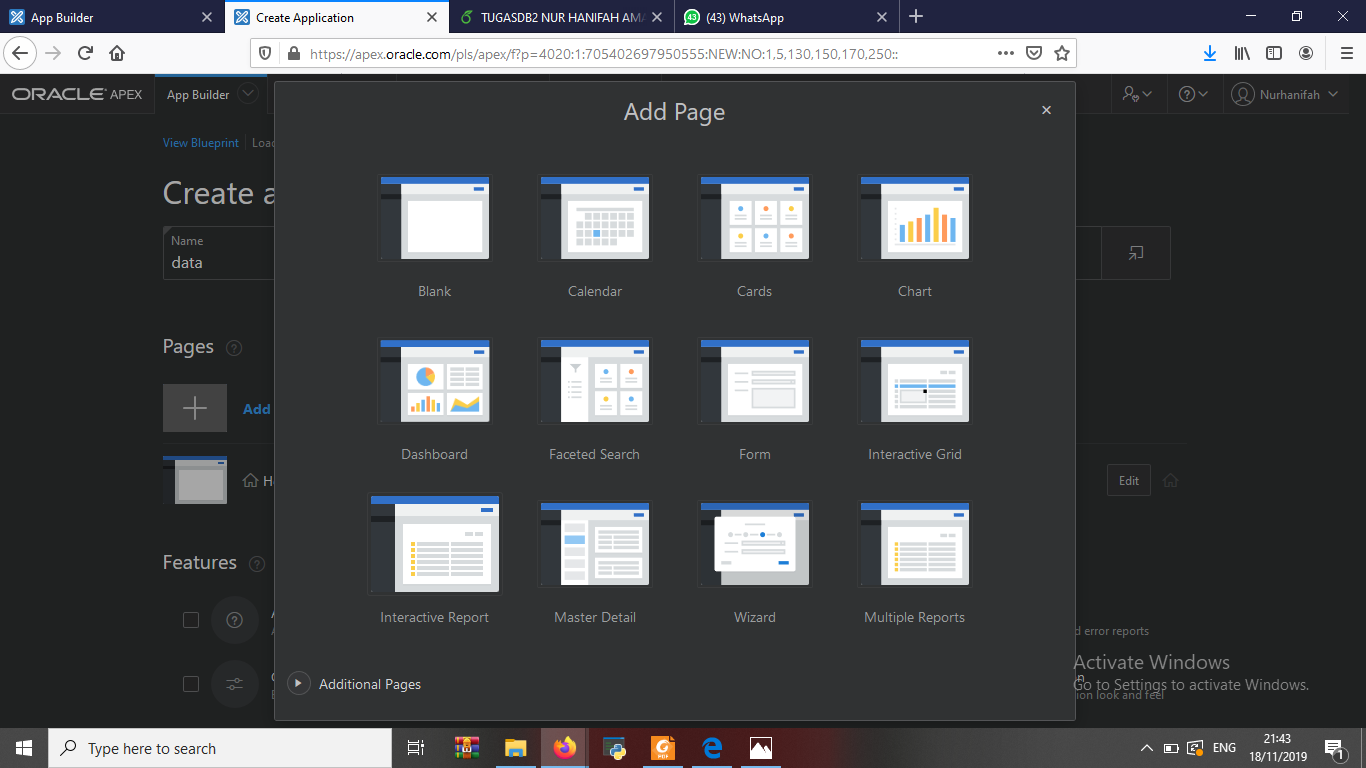 App Builder
Create Application
TUGASDB2 NUR HANIFAH AMA
(43) WhatsApp
https://apex.oracle.com/pls/apex/f?p=4020:1:705402697950555:NEW:NO:1,5,130,150,170,250::
ORACLE APEX
App Builder
Nurhanifah
View Blueprint
Create a
Name
data
Pages
Add
Edit
Features
Add Page
Blank
Calendar
Cards
Chart
Dashboard
Faceted Search
Form
Interactive Grid
Interactive Report
Master Detail
Wizard
Multiple Reports
Additional Pages
d error reports
ion look and feel
Activate Windows
Go to Settings to activate Windows.
Type here to search
PDF
ENG
21:43
18/11/2019
1